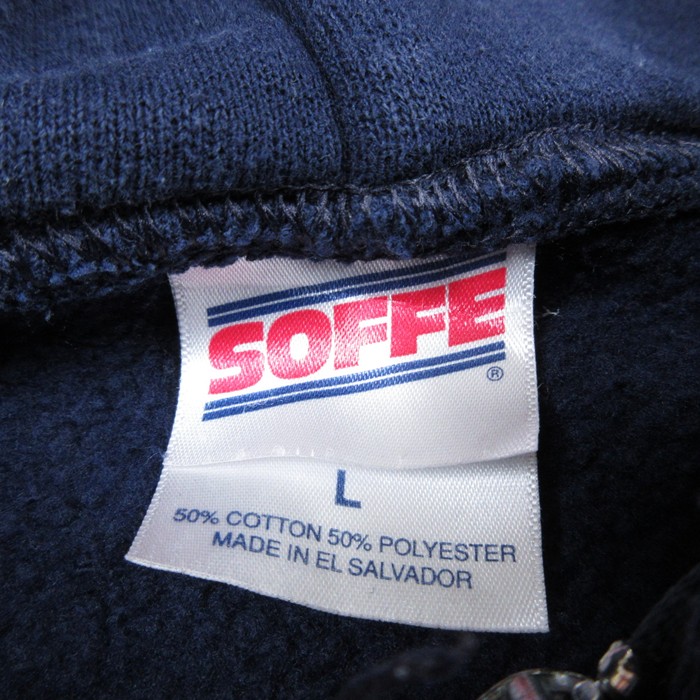 SOFFE
®
L
50% COTTON 50% POLYESTER
MADE IN EL SALVADOR